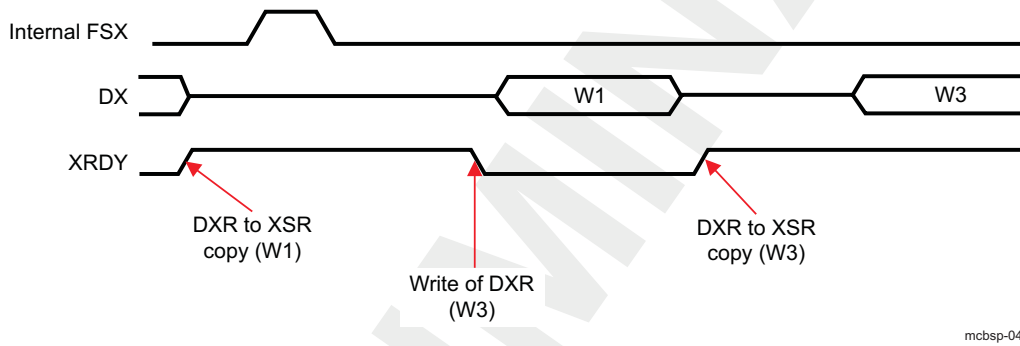 Internal FSX
DX
W1
W3
XRDY
DXR to XSR
copy (W1)
DXR to XSR
copy (W3)
Write of DXR
(W3)
mcbsp-04